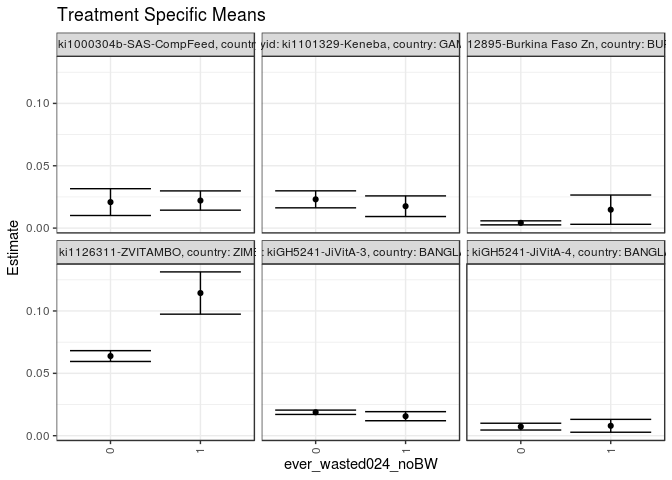 Treatment Specific Means
ki1000304b-SAS-CompFeed, country
yid: ki1101329-Keneba, country: GAM
12895-Burkina Faso Zn, country: BUR
0.10
0.05
0.00
ki1126311-ZVITAMBO, country: ZIMB
: kiGH5241-JiVitA-3, country: BANGLA
: kiGH5241-JiVitA-4, country: BANGLA
0.10
0.05
0.00
Estimate
0
1
0
1
0
1
ever_wasted024_noBW